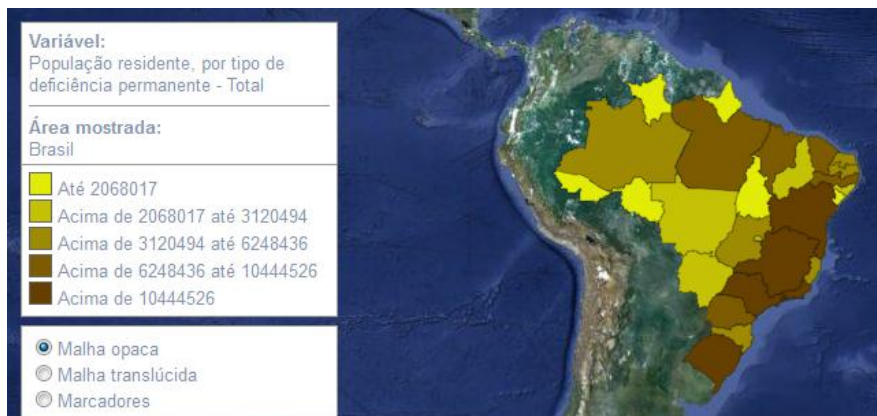 Variável:
População residente, por tipo de
deficiência permanente - Total
Área mostrada:
Brasil
Até 2068017
Acima de 2068017 até 3120494
Acima de 3120494 até 6248436
Acima de 6248436 até 10444526
Acima de 10444526
Malha opaca
Malha translúcida
Marcadores